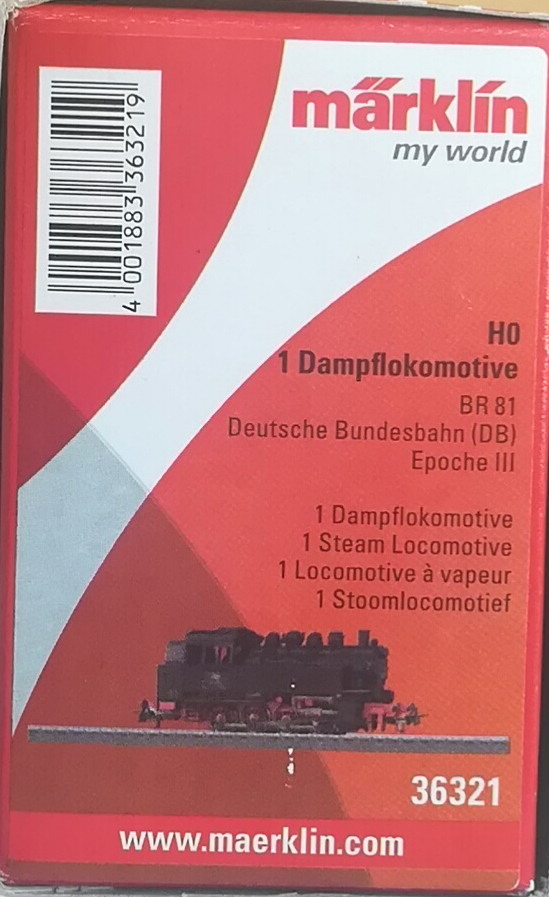 4 001883 363219
märklín
my world
H0
1 Dampflokomotive
BR 81
Deutsche Bundesbahn (DB)
Epoche III
1 Dampflokomotive
1 Steam Locomotive
1 Locomotive à vapeur
1 Stoomlocomotief
36321
www.maerklin.com